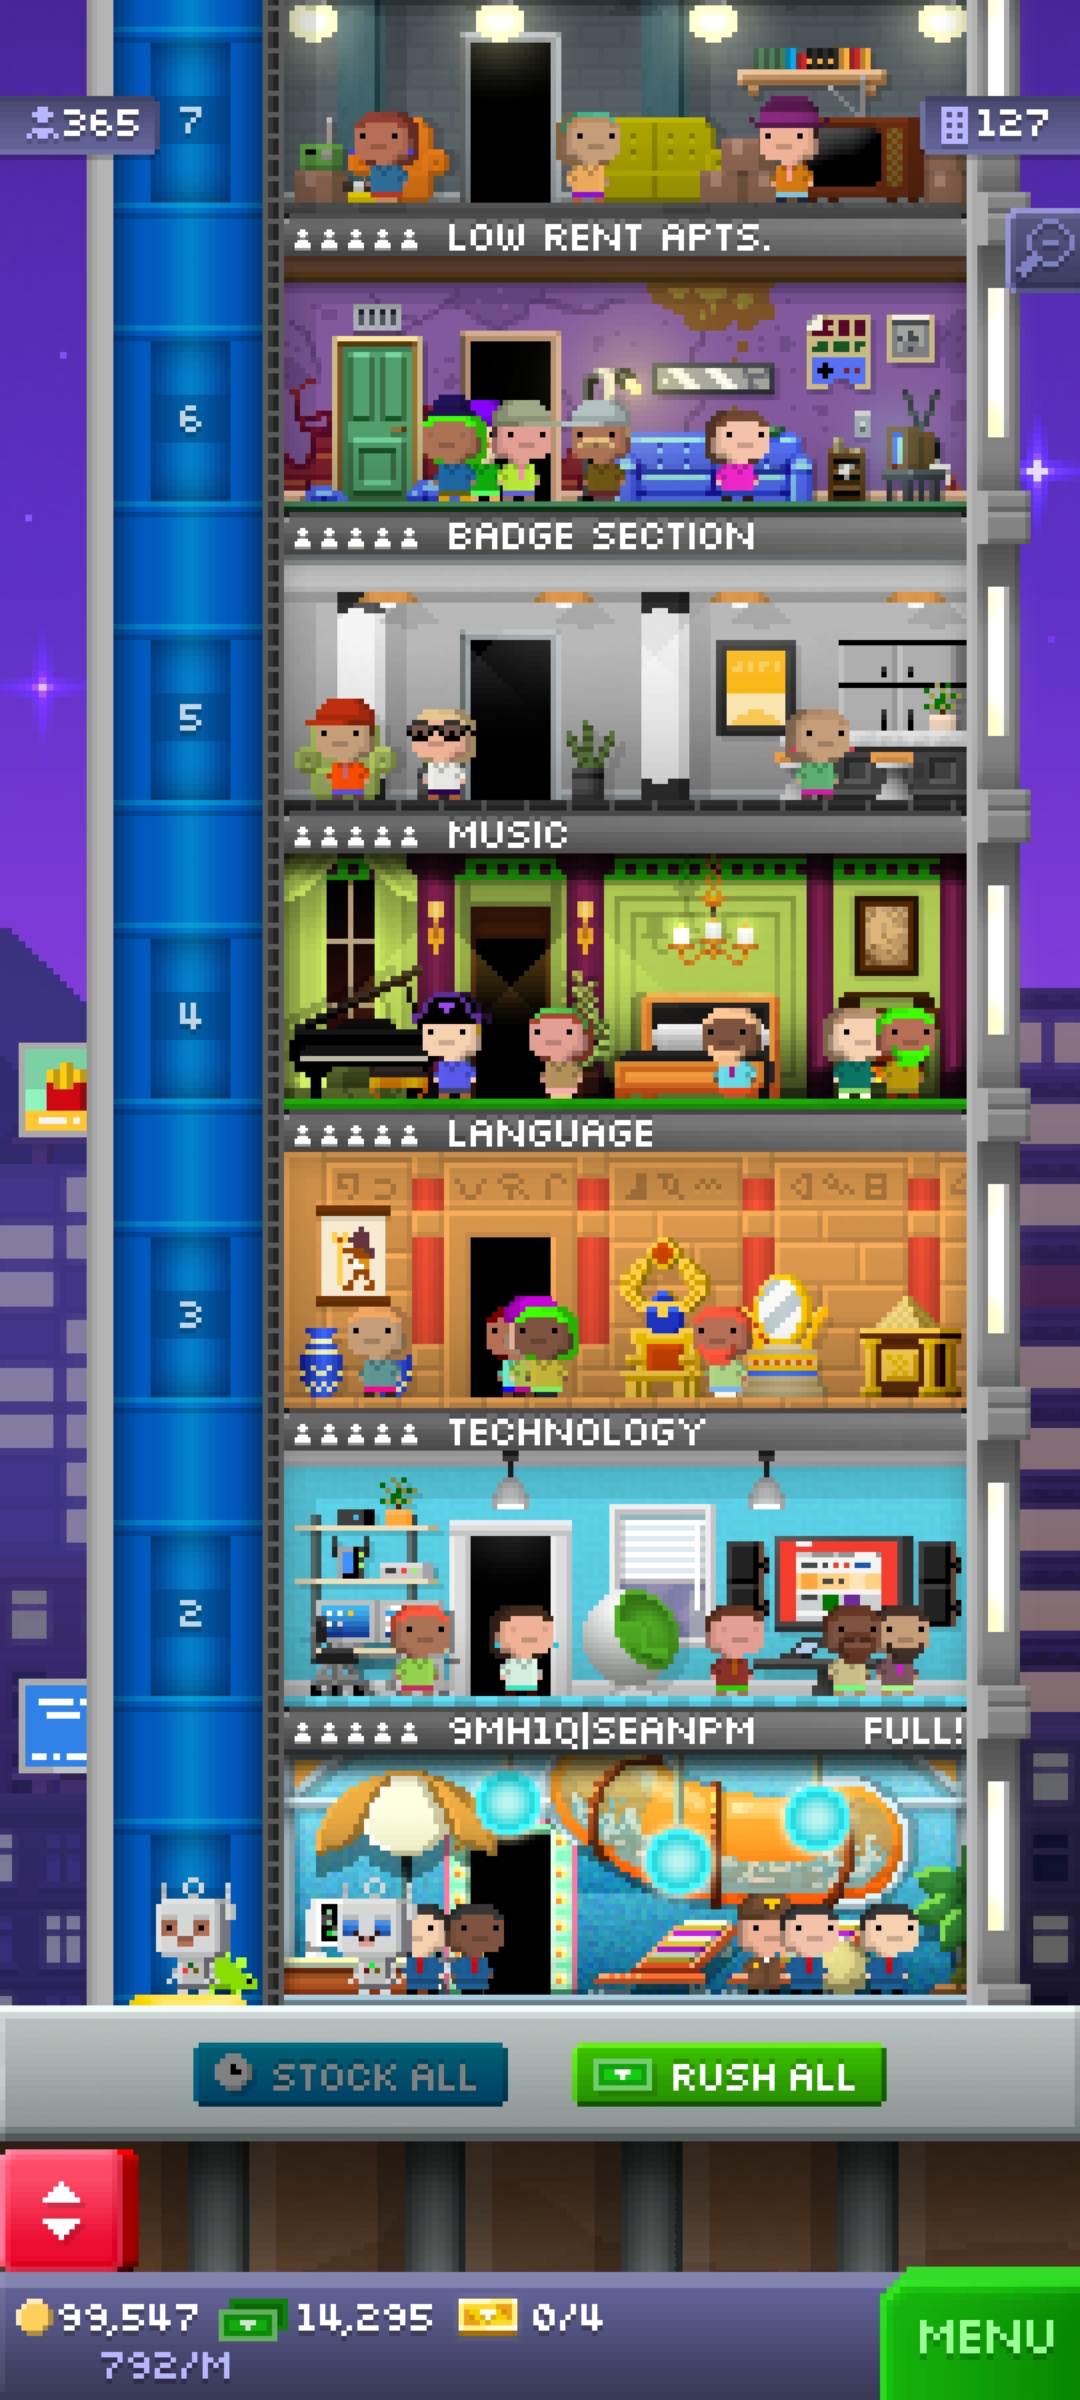 365
7
127
LOW RENT APTS.
6
BADGE SECTION
5
MUSIC
4
LANGUAGE
3
TECHNOLOGY
2
9MH1Q|SEANPM FULL!
STOCK ALL
RUSH ALL
99,547 14,295 0/4
792/M
MENU